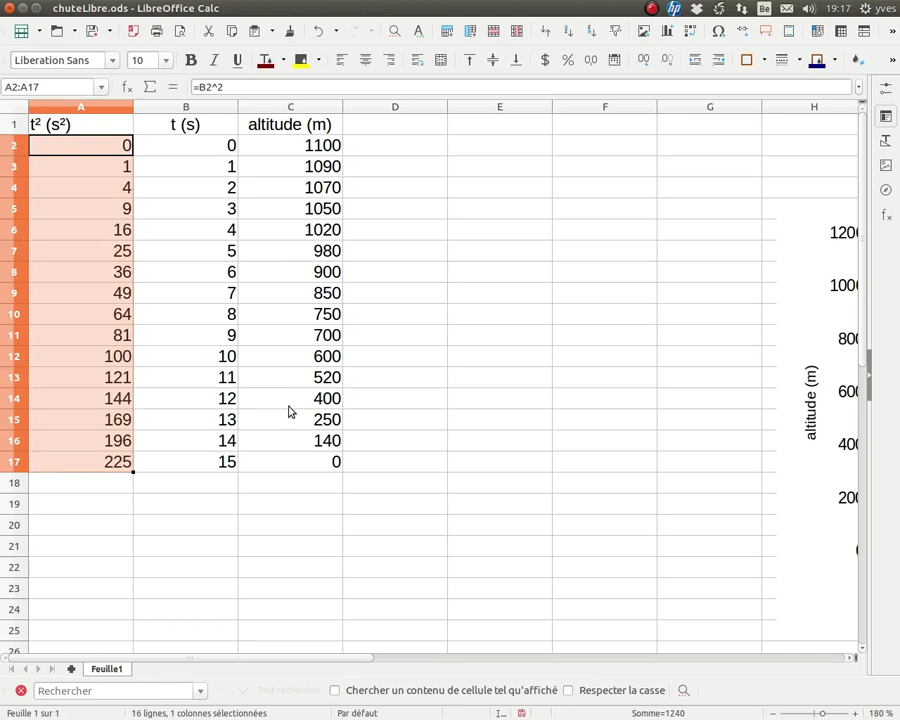 chuteLibre.ods - LibreOffice Calc
Be
19:17
yves
Liberation Sans
10
A2:A17
=B2^2
A B C D E F G H
1 t² (s²) t (s) altitude (m)
2 0 0 1100
3 1 1 1090
4 4 2 1070
5 9 3 1050
6 16 4 1020
7 25 5 980
8 36 6 900
9 49 7 850
10 64 8 750
11 81 9 700
12 100 10 600
13 121 11 520
14 144 12 400
15 169 13 250
16 196 14 140
17 225 15 0
18
19
20
21
22
23
24
25
26
altitude (m)
Feuille1
Rechercher
Tout rechercher
Chercher un contenu de cellule tel qu'affiché
Respecter la casse
Feuille 1 sur 1
16 lignes, 1 colonnes sélectionnées
Par défaut
Somme=1240
180 %